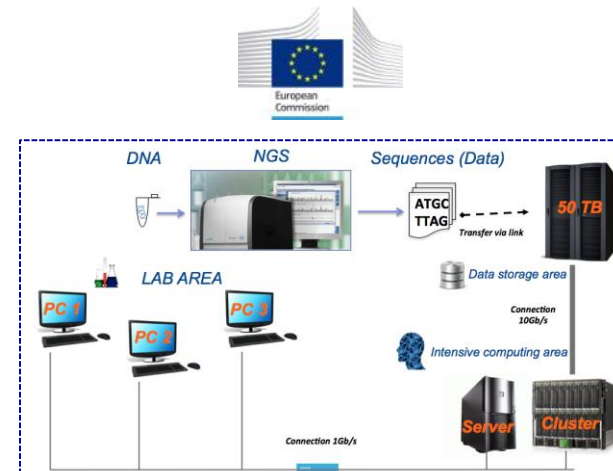 European
Commission
DNA
NGS
Sequences (Data)
ATGC
TTAG
Transfer via link
50 TB
LAB AREA
Data storage area
PC 1
PC 2
PC 3
Connection
10Gb/s
Intensive computing area
Server
Cluster
Connection 1Gb/s